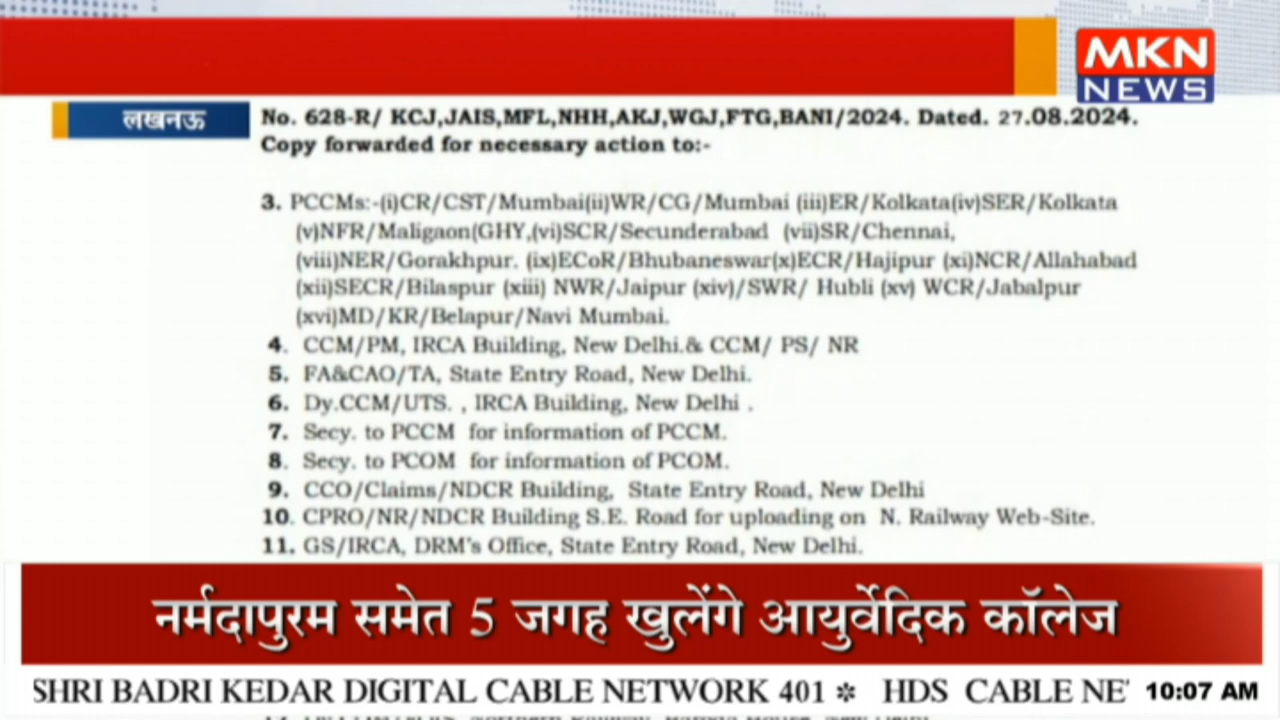 MKN
NEWS
लखनऊ
No. 628-R/ KCJ,JAIS,MFL,NHH,AKJ,WGJ,FTG,BANI/2024. Dated. 27.08.2024.
Copy forwarded for necessary action to:-
3. PCCMs:-(i)CR/CST/Mumbai(ii)WR/CG/Mumbai (iii)ER/Kolkata(iv)SER/Kolkata
(v)NFR/Maligaon(GHY,(vi)SCR/Secunderabad (vii)SR/Chennai,
(viii)NER/Gorakhpur. (ix)ECoR/Bhubaneswar(x)ECR/Hajipur (xi)NCR/Allahabad
(xii)SECR/Bilaspur (xiii) NWR/Jaipur (xiv)/SWR/ Hubli (xv) WCR/Jabalpur
(xvi)MD/KR/Belapur/Navi Mumbai.
4. CCM/PM, IRCA Building, New Delhi.& CCM/ PS/ NR
5. FA&CAO/TA, State Entry Road, New Delhi.
6. Dy.CCM/UTS. , IRCA Building, New Delhi .
7. Secy. to PCCM for information of PCCM.
8. Secy. to PCOM for information of PCOM.
9. CCO/Claims/NDCR Building, State Entry Road, New Delhi
10. CPRO/NR/NDCR Building S.E. Road for uploading on N. Railway Web-Site.
11. GS/IRCA, DRM's Office, State Entry Road, New Delhi.
नर्मदापुरम समेत 5 जगह खुलेंगे आयुर्वेदिक कॉलेज
SHRI BADRI KEDAR DIGITAL CABLE NETWORK 401 ❇ HDS CABLE NE' 10:07 AM